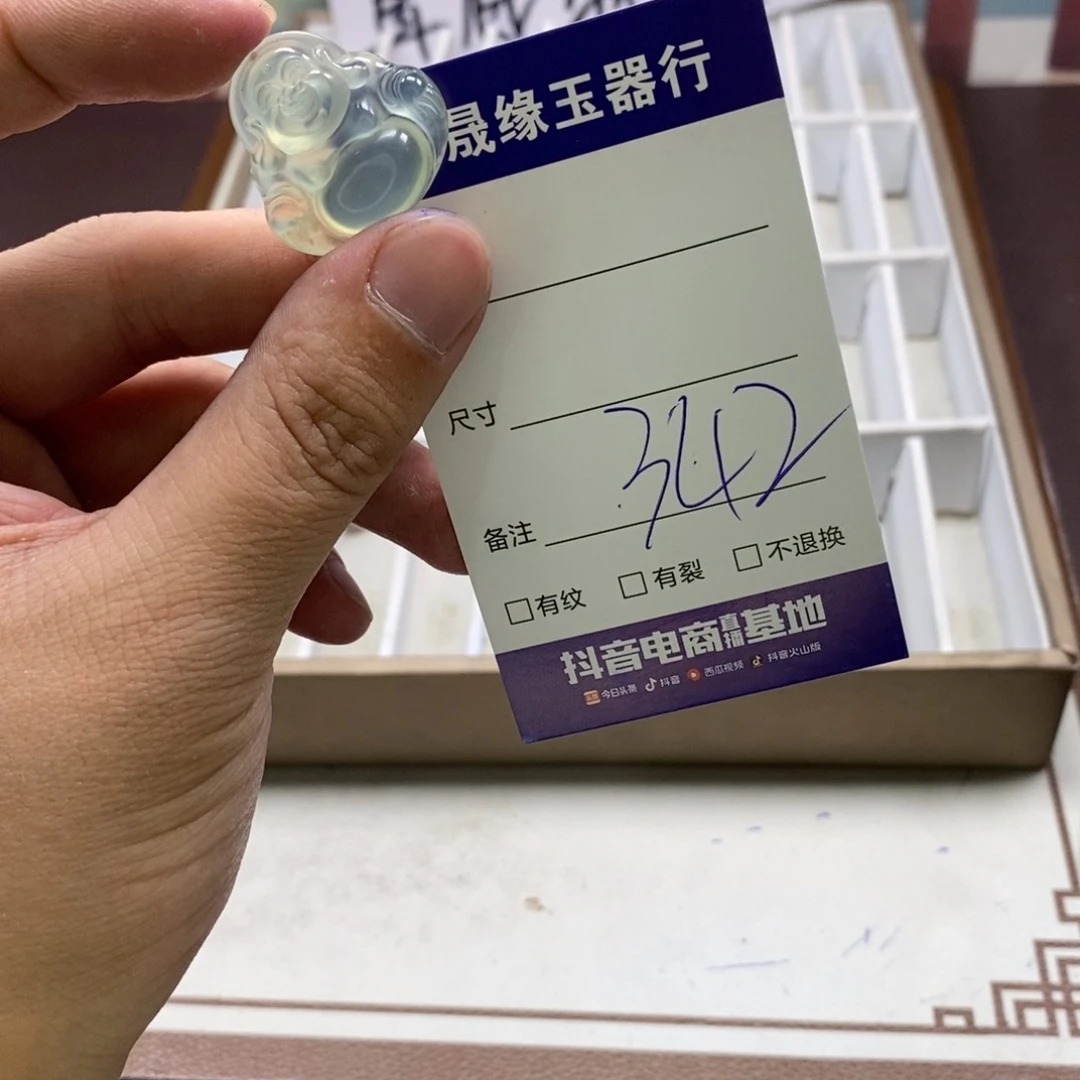 晟缘玉器行
尺寸
342
备注
□有纹 □有裂 □不退换
抖音电商直播基地
今日头条 抖音 西瓜视频 抖音火山版